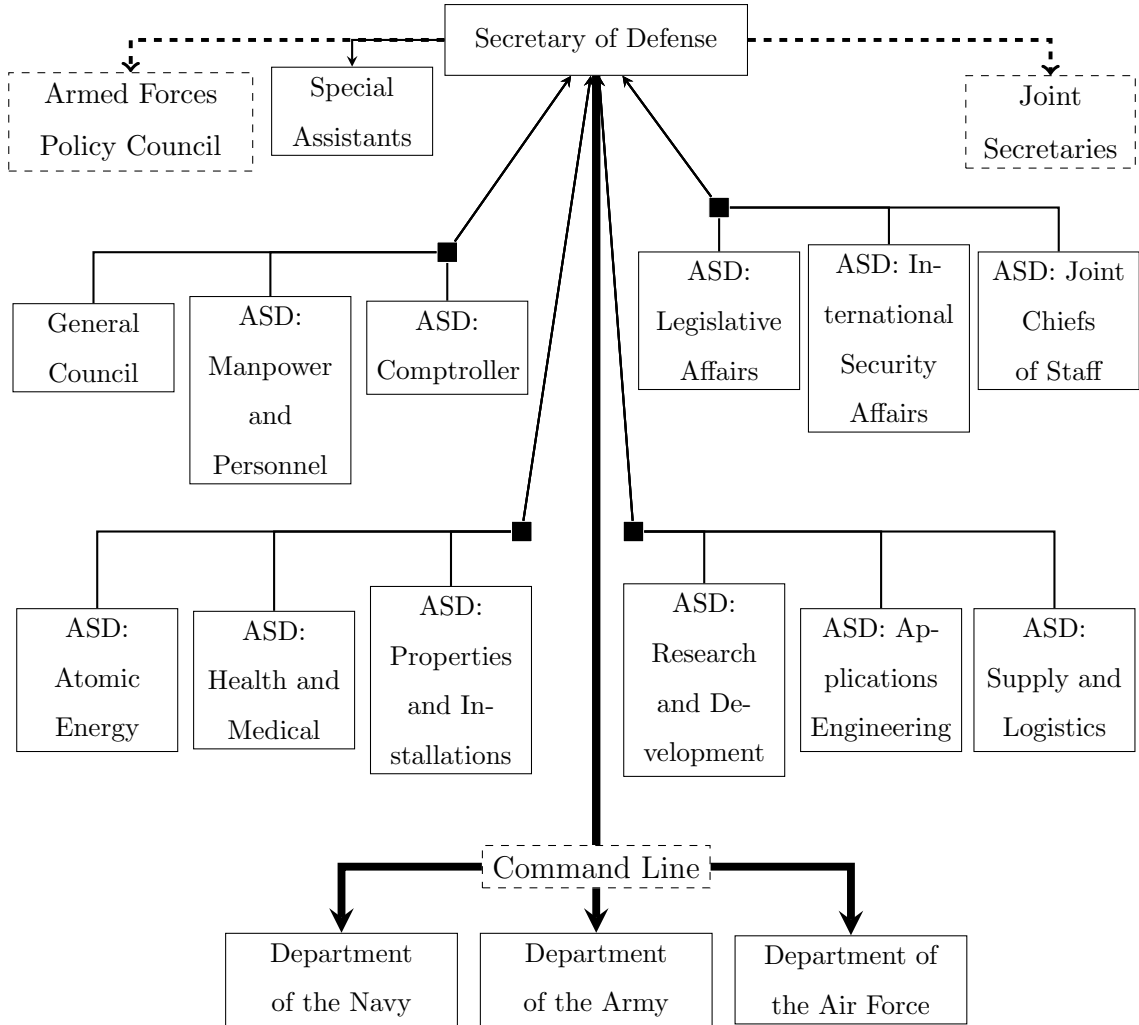 Secretary of Defense
Armed Forces
Policy Council
Special
Assistants
Joint
Secretaries
General
Council
ASD:
Manpower
and
Personnel
ASD:
Comptroller
ASD:
Legislative
Affairs
ASD: In-
ternational
Security
Affairs
ASD: Joint
Chiefs
of Staff
ASD:
Atomic
Energy
ASD:
Health and
Medical
ASD:
Properties
and In-
stallations
ASD:
Research
and De-
velopment
ASD: Ap-
plications
Engineering
ASD:
Supply and
Logistics
Command Line
Department
of the Navy
Department
of the Army
Department of
the Air Force